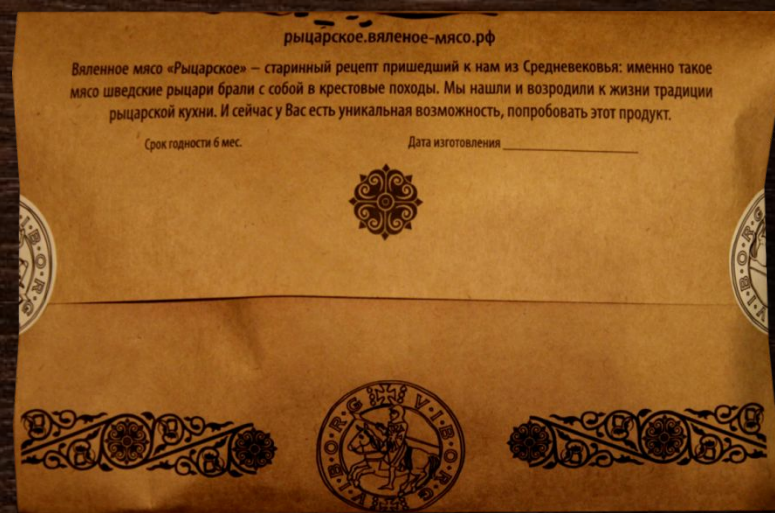 рыцарское.вяленое-мясо.рф
Вяленное мясо «Рыцарское» – старинный рецепт пришедший к нам из Средневековья: именно такое
мясо шведские рыцари брали с собой в крестовые походы. Мы нашли и возродили к жизни традиции
рыцарской кухни. И сейчас у Вас есть уникальная возможность, попробовать этот продукт.
Срок годности 6 мес. Дата изготовления
I·B·O·R·G
V·I·B·O·R·G
V·I·B·O·R·G V·I·B·O·R·G